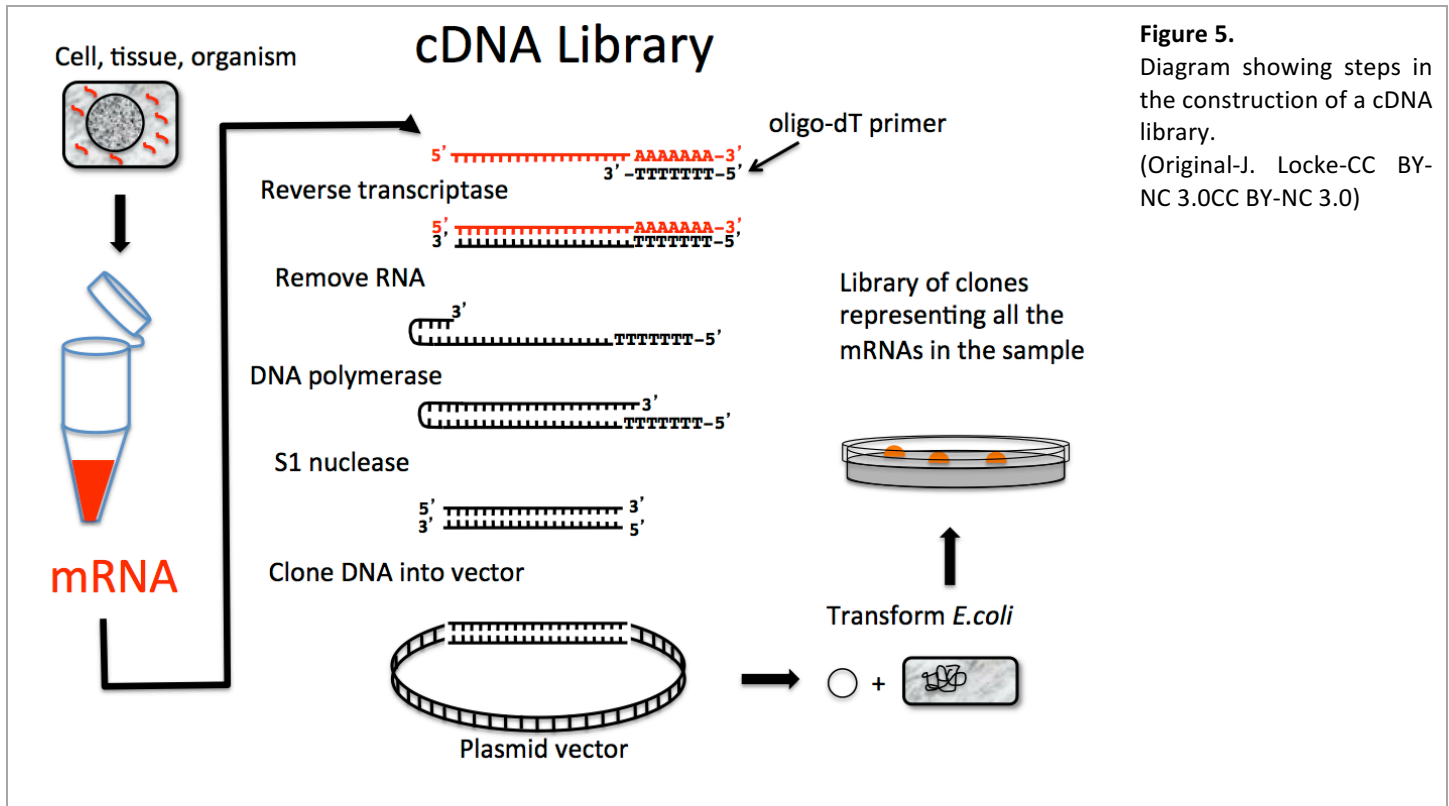 cDNA Library
Cell, tissue, organism
mRNA
oligo-dT primer
5’ AAAAAAA-3’
3’ -TTTTTTT-5’
Reverse transcriptase
5’ AAAAAAA-3’
3’ TTTTTTT-5’
Remove RNA
3’
TTTTTTT-5’
DNA polymerase
3’
TTTTTTT-5’
S1 nuclease
5’ 3’
3’ 5’
Clone DNA into vector
Plasmid vector
+
Transform E.coli
Library of clones
representing all the
mRNAs in the sample
Figure 5.
Diagram showing steps in
the construction of a cDNA
library.
(Original-J. Locke-CC BY-
NC 3.0CC BY-NC 3.0)